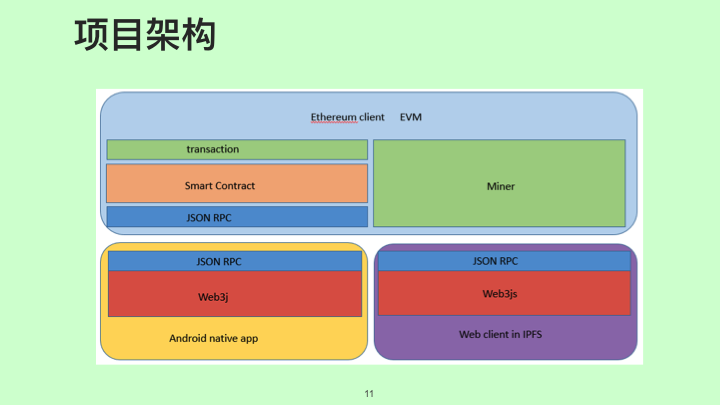 项目架构
Ethereum client EVM
transaction
Smart Contract
Miner
JSON RPC
JSON RPC
Web3j
Android native app
JSON RPC
Web3js
Web client in IPFS
11